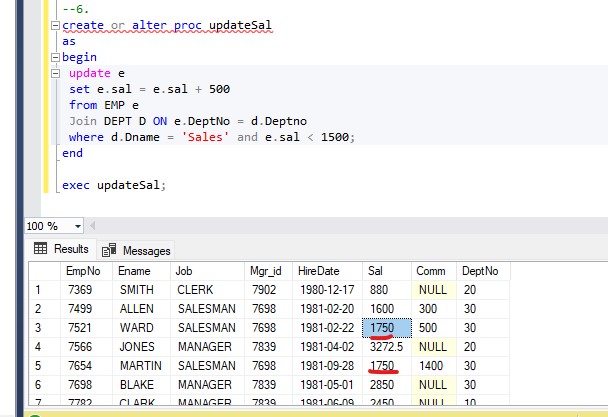 --6.
create or alter proc updateSal
as
begin
update e
set e.sal = e.sal + 500
from EMP e
Join DEPT D ON e.DeptNo = d.Deptno
where d.Dname = 'Sales' and e.sal < 1500;
end
exec updateSal;
100 %
Results Messages
EmpNo Ename Job Mgr_id HireDate Sal Comm DeptNo
1 7369 SMITH CLERK 7902 1980-12-17 880 NULL 20
2 7499 ALLEN SALESMAN 7698 1981-02-20 1600 300 30
3 7521 WARD SALESMAN 7698 1981-02-22 1750 500 30
4 7566 JONES MANAGER 7839 1981-04-02 3272.5 NULL 20
5 7654 MARTIN SALESMAN 7698 1981-09-28 1750 1400 30
6 7698 BLAKE MANAGER 7839 1981-05-01 2850 NULL 30
7 7782 CLARK MANAGER 7839 1981-06-09 2450 NULL 10